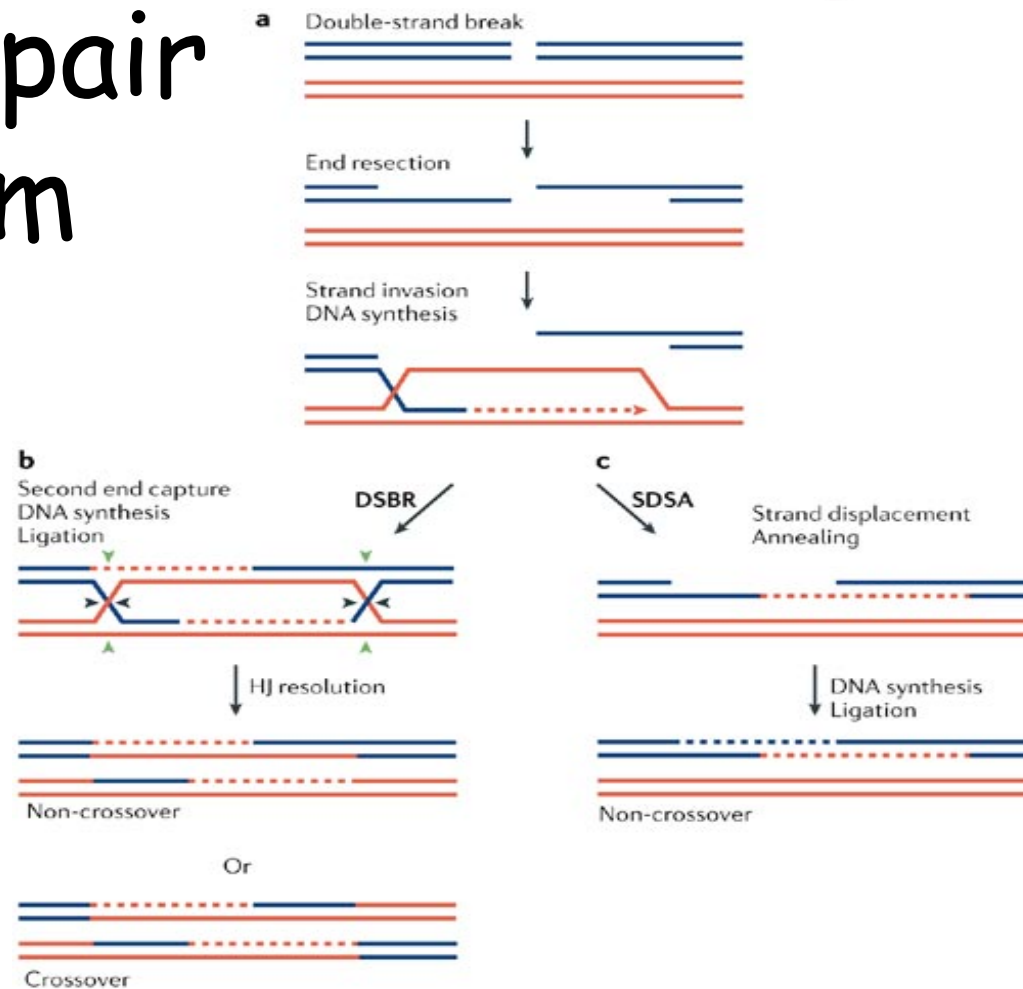 pair
m
a Double-strand break
End resection
Strand invasion
DNA synthesis
b
Second end capture
DNA synthesis
Ligation
DSBR
HJ resolution
Non-crossover
Or
Crossover
c
SDSA
Strand displacement
Annealing
DNA synthesis
Ligation
Non-crossover